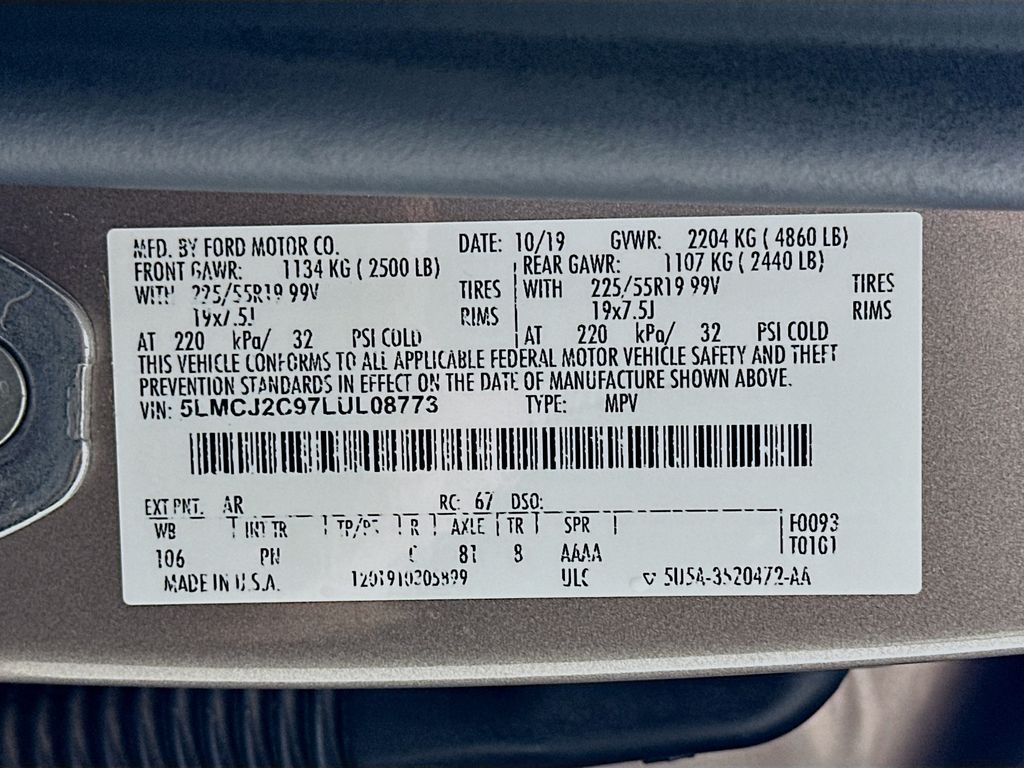 MFD. BY FORD MOTOR CO. DATE: 10/19 GVWR: 2204 KG ( 4860 LB)
FRONT GAWR: 1134 KG ( 2500 LB) REAR GAWR: 1107 KG ( 2440 LB)
WITH 225/55R19 99V TIRES WITH 225/55R19 99V TIRES
19x7.5J RIMS 19x7.5J RIMS
AT 220 kPa/ 32 PSI COLD AT 220 kPa/ 32 PSI COLD
THIS VEHICLE CONFORMS TO ALL APPLICABLE FEDERAL MOTOR VEHICLE SAFETY AND THEFT
PREVENTION STANDARDS IN EFFECT ON THE DATE OF MANUFACTURE SHOWN ABOVE.
VIN: 5LMCJ2C97LUL08773 TYPE: MPV
EXT PNT: AR RC: 67 DSO:
WB INT TR TP/PS R AXLE TR SPR F0093
106 PN 81 8 AAAA T0101
MADE IN U.S.A. ULC 5U5A-3520472-AA